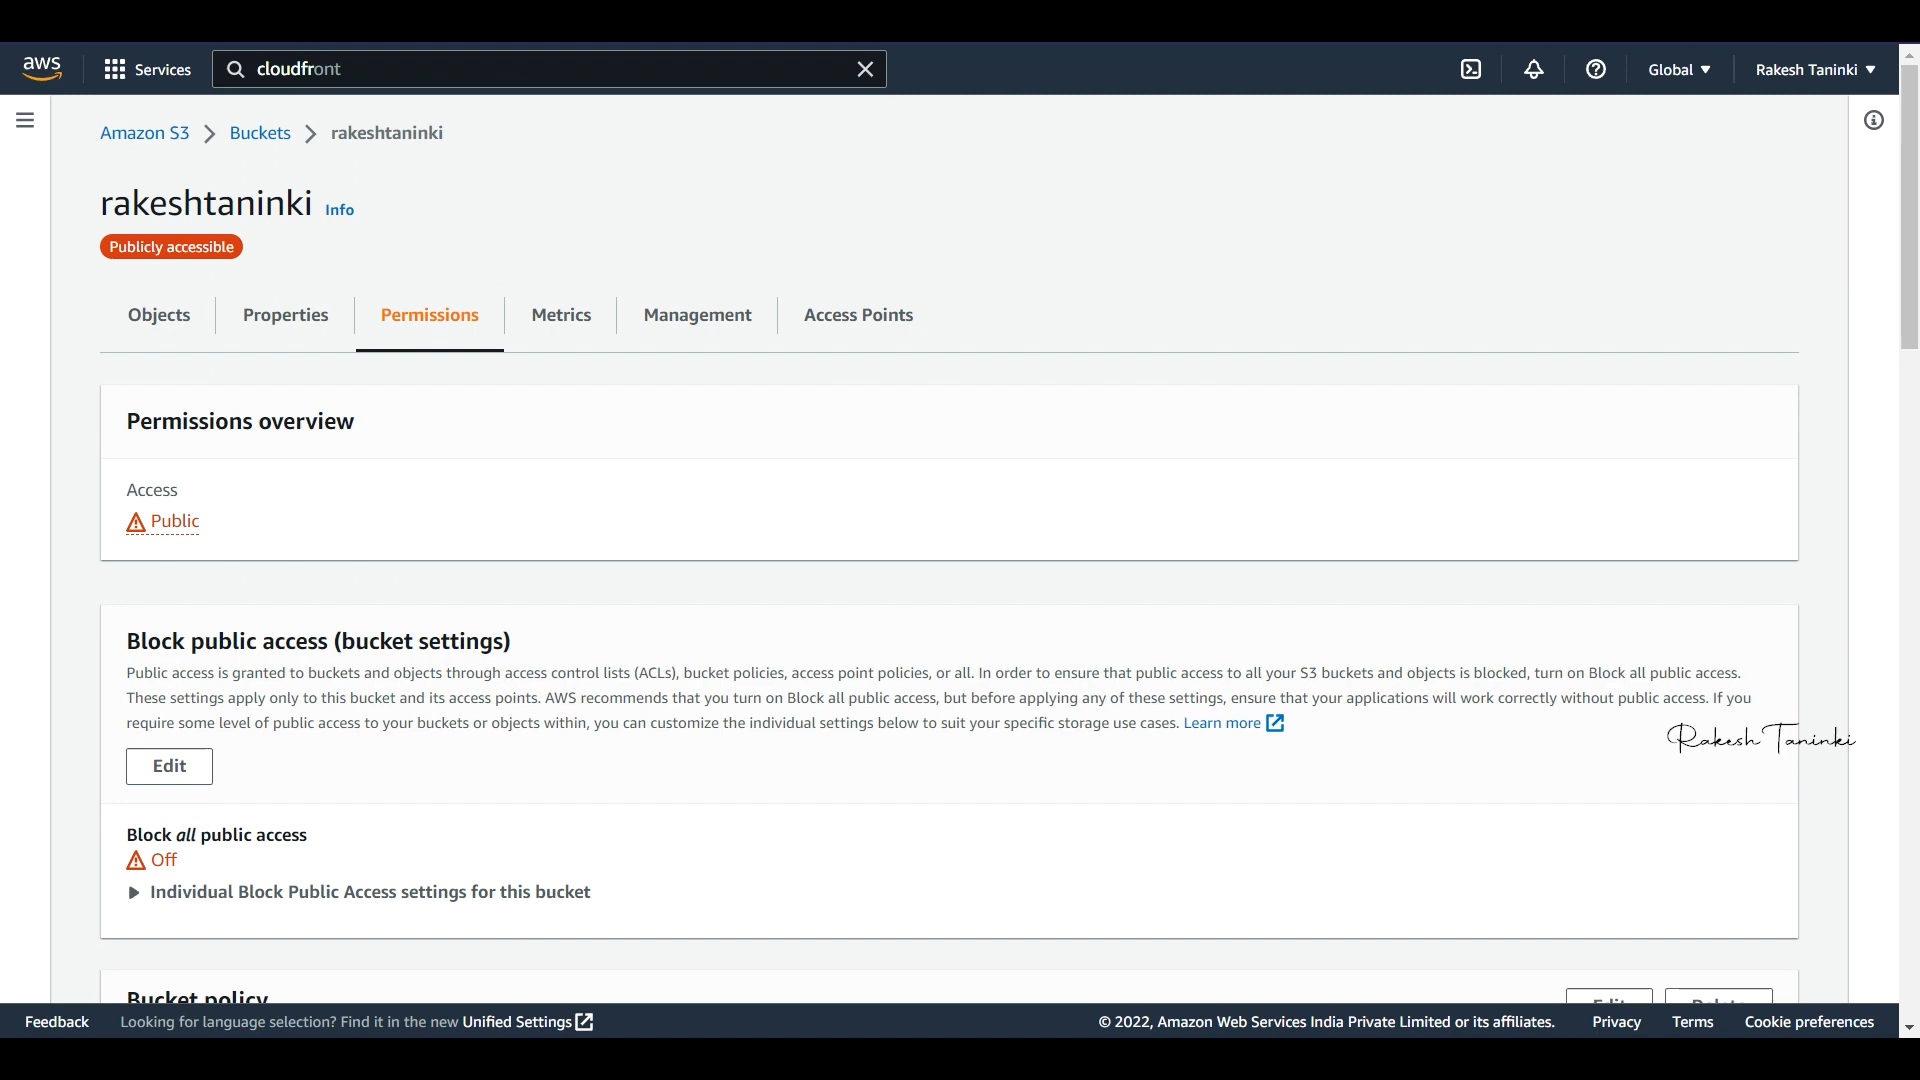 aws
Services
cloudfront
Global
Rakesh Taninki
Amazon S3
Buckets
rakeshtaninki
rakeshtaninki
Info
Publicly accessible
Objects
Properties
Permissions
Metrics
Management
Access Points
Permissions overview
Access
Public
Block public access (bucket settings)
Public access is granted to buckets and objects through access control lists (ACLs), bucket policies, access point policies, or all. In order to ensure that public access to all your S3 buckets and objects is blocked, turn on Block all public access.
These settings apply only to this bucket and its access points. AWS recommends that you turn on Block all public access, but before applying any of these settings, ensure that your applications will work correctly without public access. If you
require some level of public access to your buckets or objects within, you can customize the individual settings below to suit your specific storage use cases. Learn more
Rakesh Taninki
Edit
Block all public access
Off
Individual Block Public Access settings for this bucket
Bucket policy
Edit
Delete
Feedback
Looking for language selection? Find it in the new Unified Settings
© 2022, Amazon Web Services India Private Limited or its affiliates.
Privacy
Terms
Cookie preferences